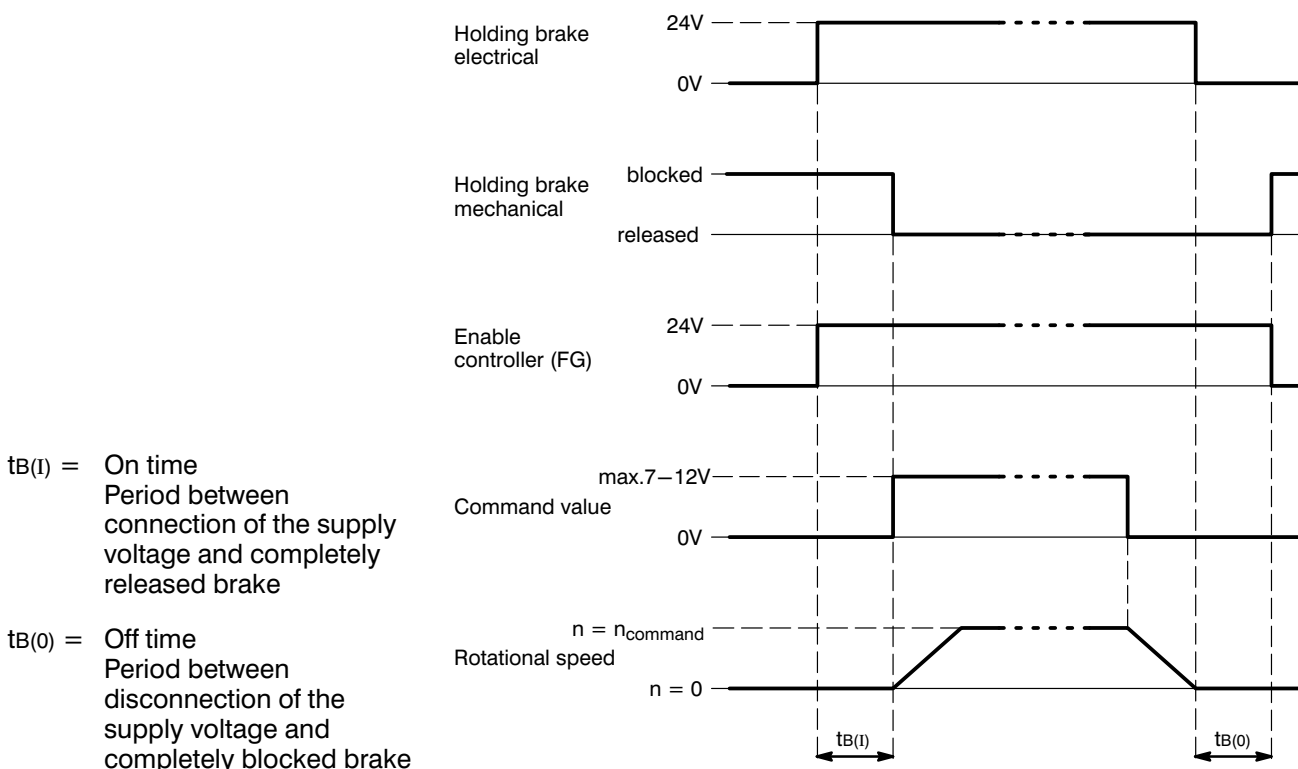 Holding brake
electrical
24V
0V
Holding brake
mechanical
blocked
released
Enable
controller (FG)
24V
0V
Command value
max.7–12V
0V
Rotational speed
n = ncommand
n = 0
tB(I)
tB(0)
tB(I) = On time
Period between
connection of the supply
voltage and completely
released brake
tB(0) = Off time
Period between
disconnection of the
supply voltage and
completely blocked brake